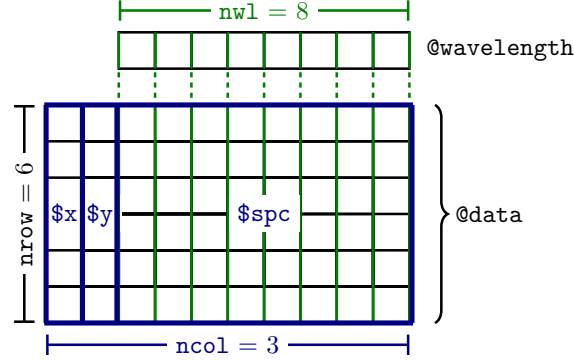 nwl = 8
@wavelength
nrow = 6
$x
$y
$spc
@data
ncol = 3